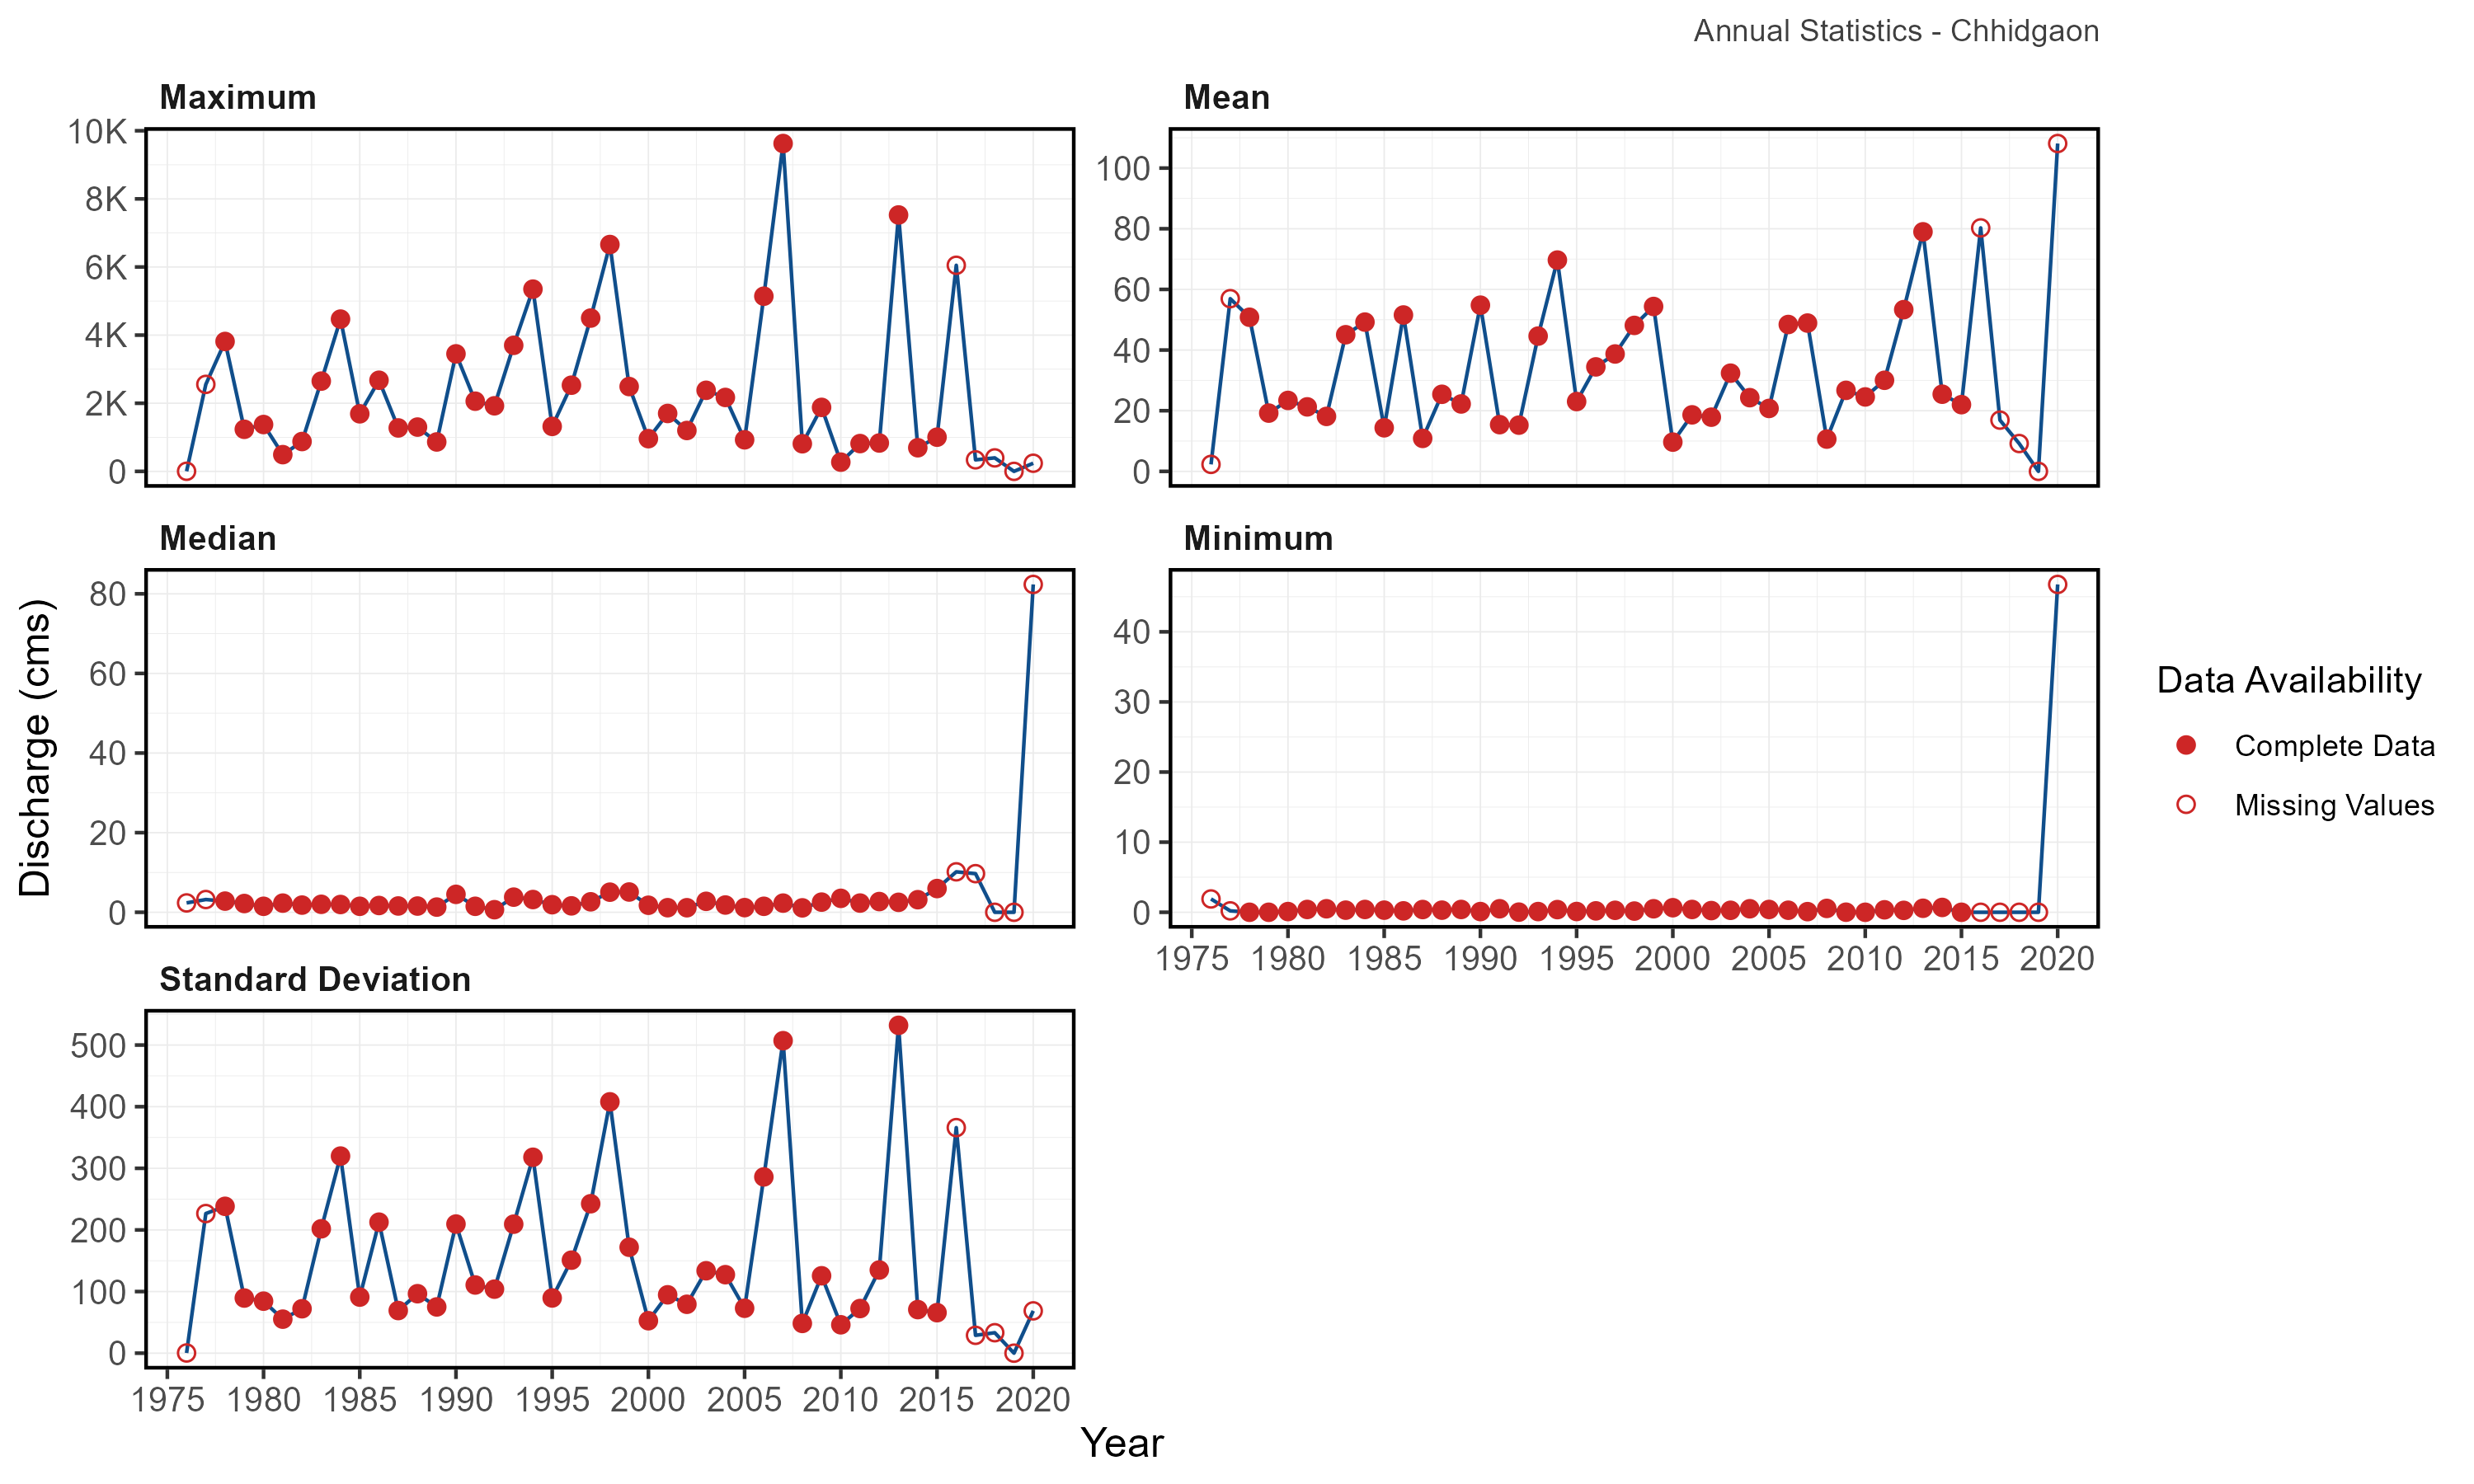 Annual Statistics - Chhidgaon
Maximum
10K
8K
6K
4K
2K
0
Mean
100
80
60
40
20
0
Median
80
60
40
20
0
Minimum
40
30
20
10
0
1975 1980 1985 1990 1995 2000 2005 2010 2015 2020
Standard Deviation
500
400
300
200
100
0
1975 1980 1985 1990 1995 2000 2005 2010 2015 2020
Discharge (cms)
Year
Data Availability
Complete Data
Missing Values